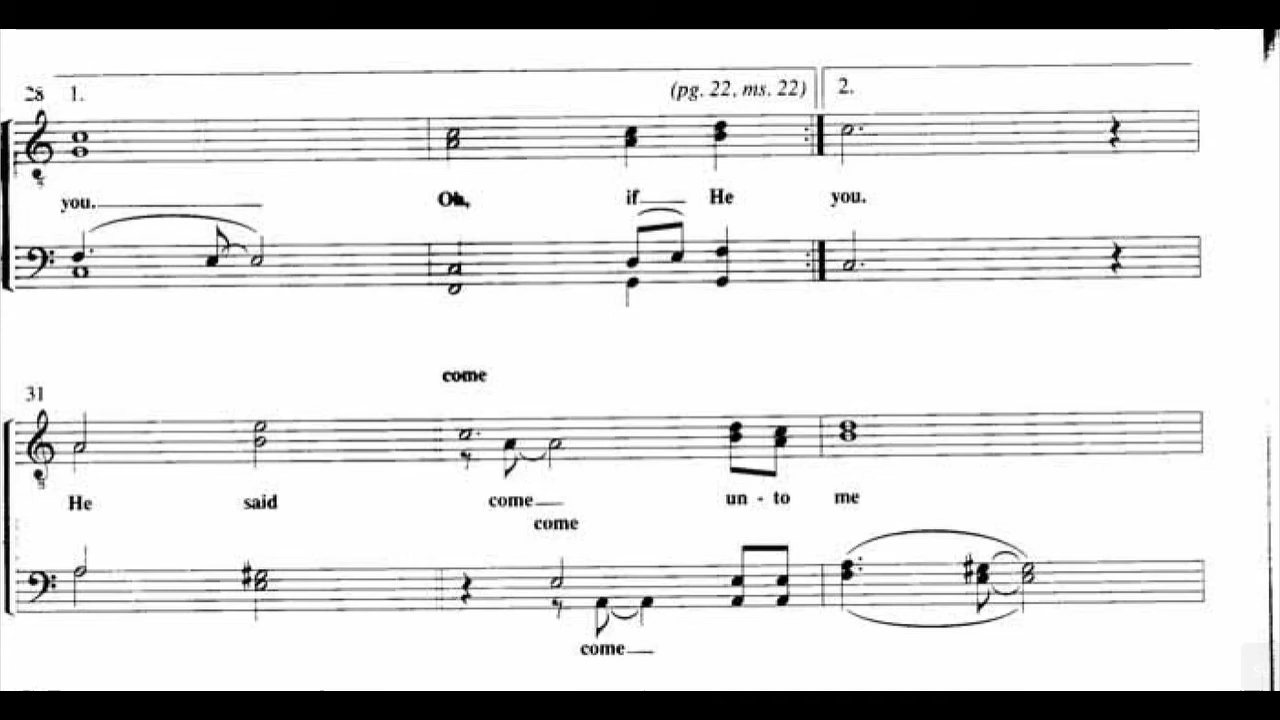 28 1. (pg. 22, ms. 22) 2.
you. Oh, if He you.
come
31
He said come un - to me
come
come